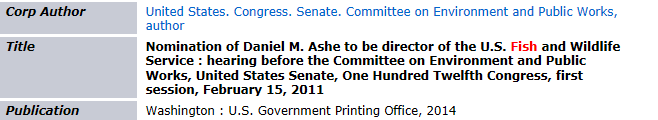 Corp Author United States. Congress. Senate. Committee on Environment and Public Works,
author
Title Nomination of Daniel M. Ashe to be director of the U.S. Fish and Wildlife
Service : hearing before the Committee on Environment and Public
Works, United States Senate, One Hundred Twelfth Congress, first
session, February 15, 2011
Publication Washington : U.S. Government Printing Office, 2014